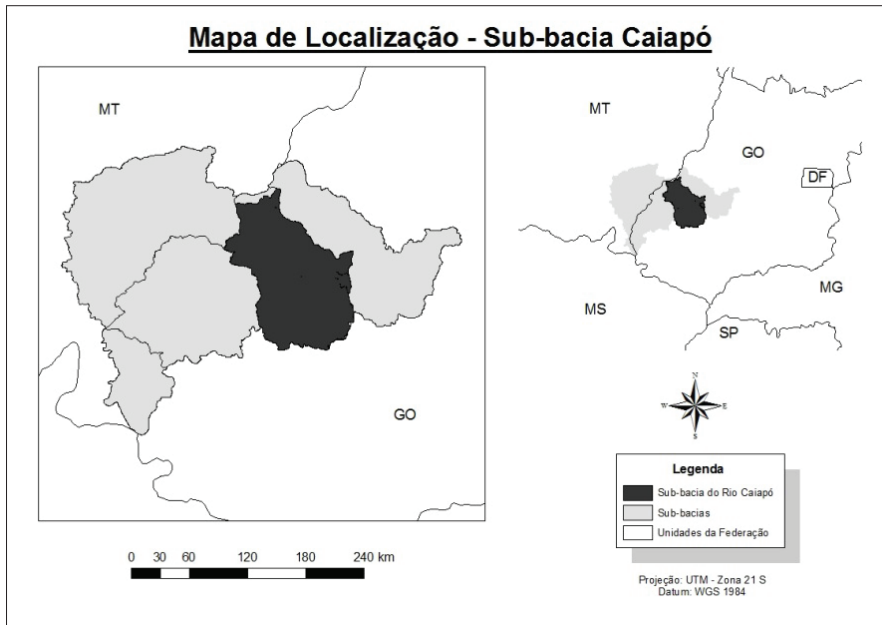 Mapa de Localização - Sub-bacia Caiapó
MT
GO
0 30 60 120 180 240 km
MT
GO
DF
MS
MG
SP
N
W E
S
Legenda
Sub-bacia do Rio Caiapó
Sub-bacias
Unidades da Federação
Projeção: UTM - Zona 21 S
Datum: WGS 1984